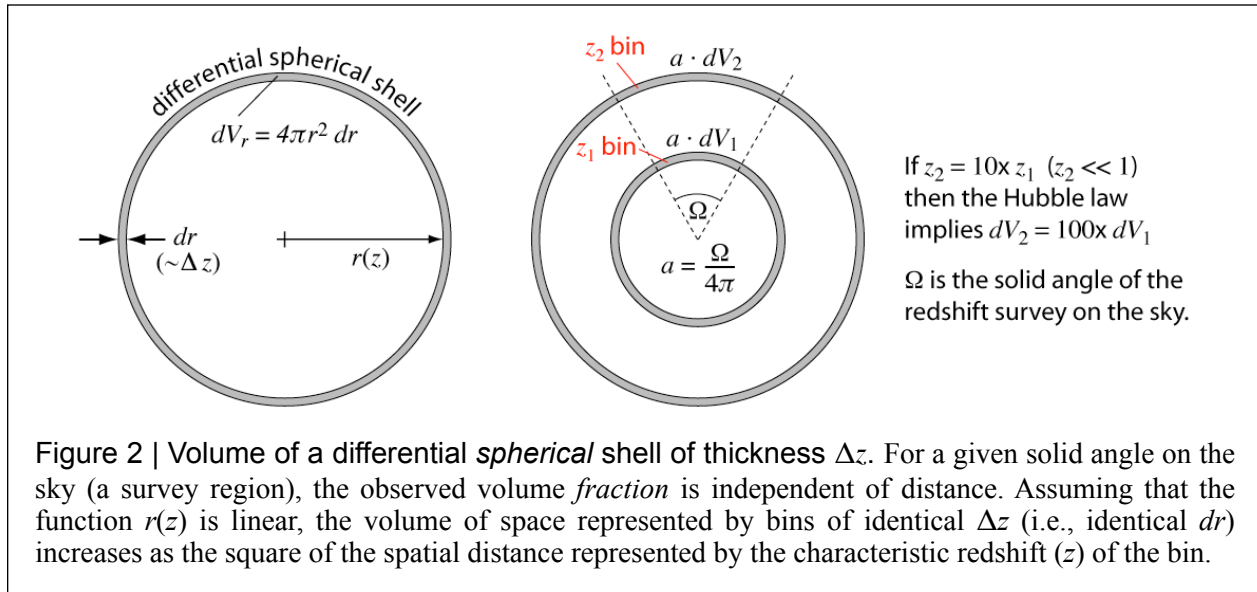 differential spherical shell
dVᵣ = 4πr² dr
dr
(~Δ z)
r(z)
z₂ bin
a · dV₂
z₁ bin
a · dV₁
Ω
a = Ω/4π
If z₂ = 10x z₁ (z₂ << 1)
then the Hubble law
implies dV₂ = 100x dV₁
Ω is the solid angle of the
redshift survey on the sky.
Figure 2 | Volume of a differential spherical shell of thickness Δz. For a given solid angle on the
sky (a survey region), the observed volume fraction is independent of distance. Assuming that the
function r(z) is linear, the volume of space represented by bins of identical Δz (i.e., identical dr)
increases as the square of the spatial distance represented by the characteristic redshift (z) of the bin.